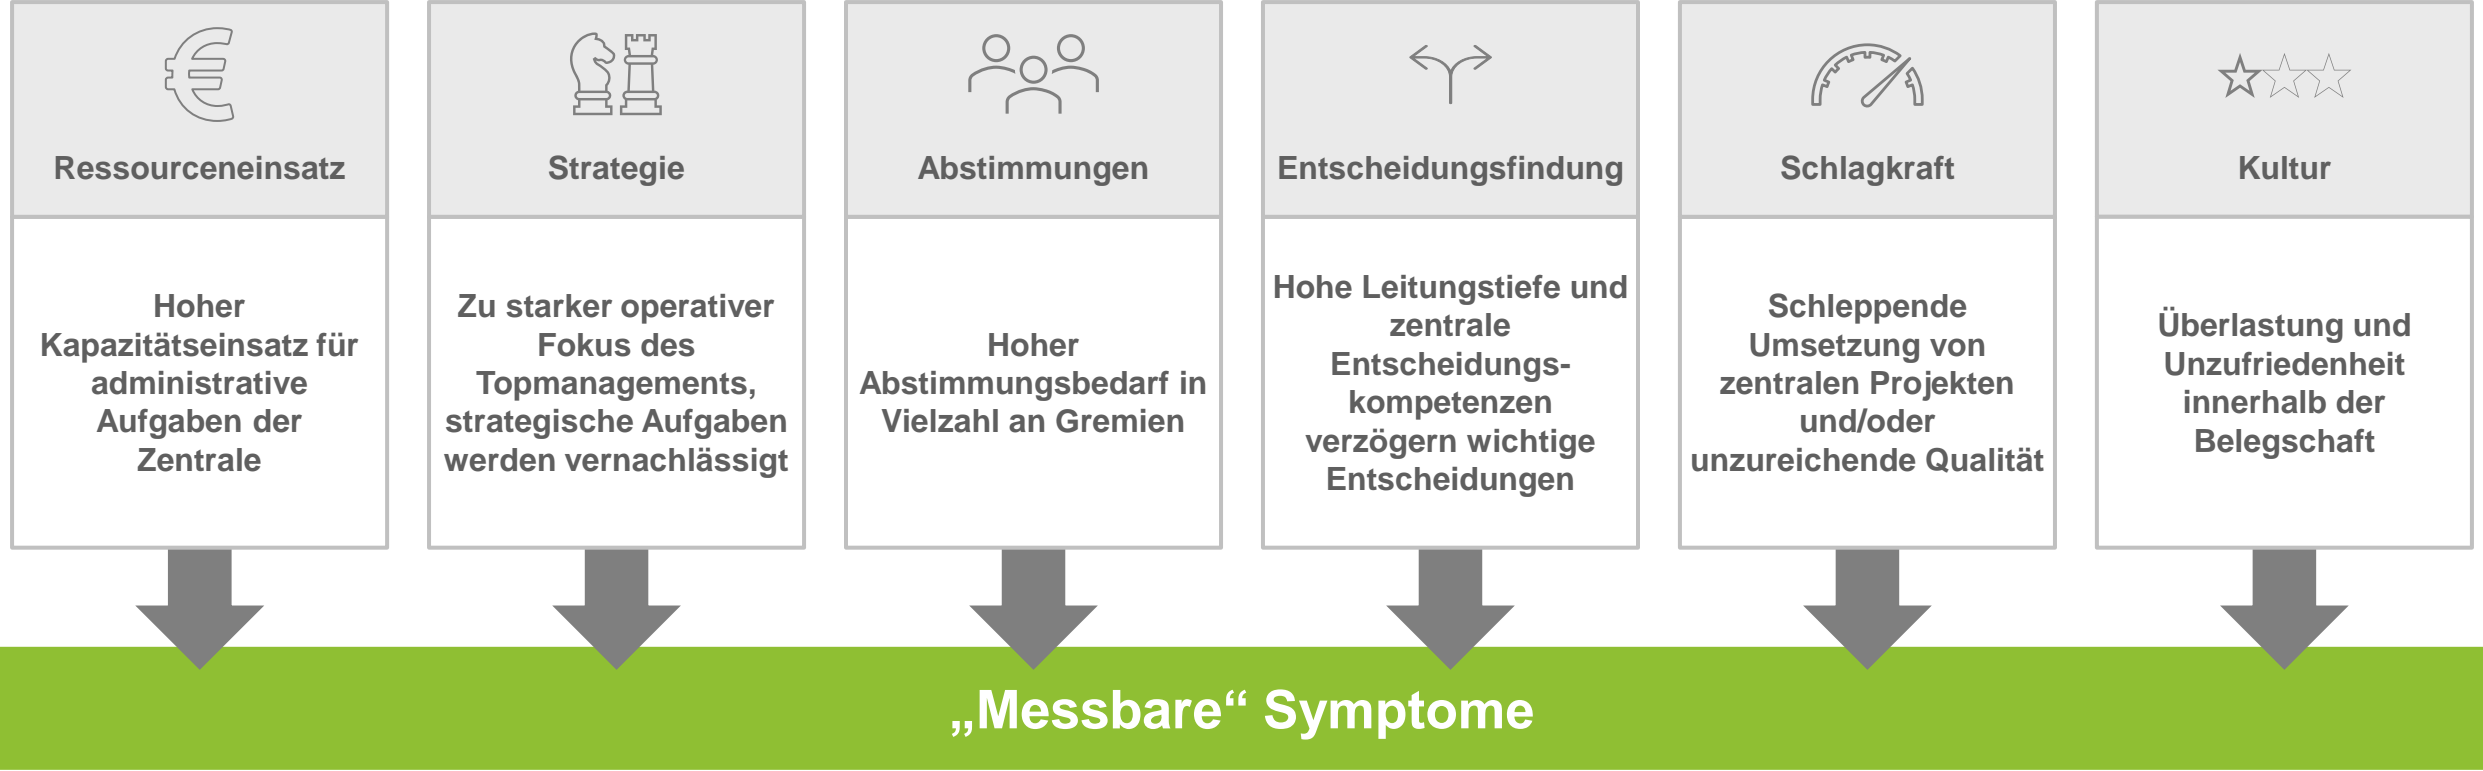 Ressourceneinsatz
Hoher
Kapazitätseinsatz für
administrative
Aufgaben der
Zentrale
Strategie
Zu starker operativer
Fokus des
Topmanagements,
strategische Aufgaben
werden vernachlässigt
Abstimmungen
Hoher
Abstimmungsbedarf in
Vielzahl an Gremien
Entscheidungsfindung
Hohe Leitungstiefe und
zentrale
Entscheidungs-
kompetenzen
verzögern wichtige
Entscheidungen
Schlagkraft
Schleppende
Umsetzung von
zentralen Projekten
und/oder
unzureichende Qualität
Kultur
Überlastung und
Unzufriedenheit
innerhalb der
Belegschaft
„Messbare“ Symptome